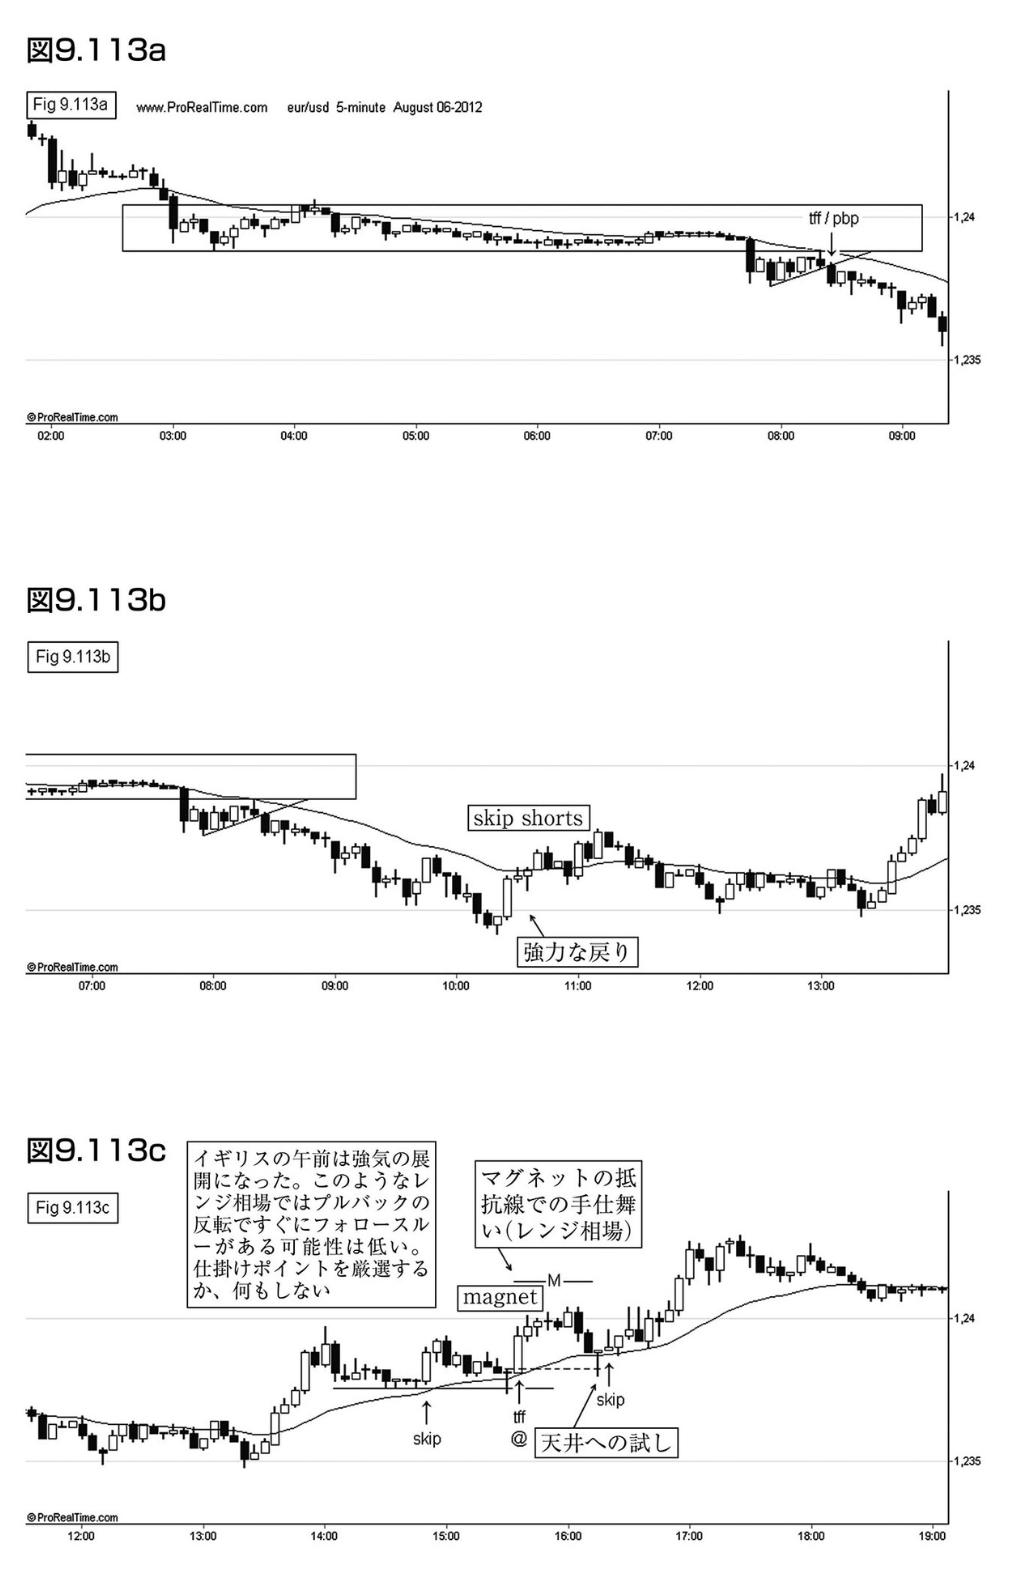 図9.113a
Fig 9.113a
www.ProRealTime.com eur/usd 5-minute August 06-2012
tff / pbp
1,24
1,235
©ProRealTime.com
02:00 03:00 04:00 05:00 06:00 07:00 08:00 09:00
図9.113b
Fig 9.113b
1,24
skip shorts
1,235
強力な戻り
©ProRealTime.com
07:00 08:00 09:00 10:00 11:00 12:00 13:00
図9.113c
イギリスの午前は強気の展
開になった。このようなレ
ンジ相場ではプルバックの
反転ですぐにフォロースル
ーがある可能性は低い。
仕掛けポイントを厳選する
か、何もしない
マグネットの抵
抗線での手仕舞
い(レンジ相場)
Fig 9.113c
M
magnet
1,24
skip
skip
tff
@
天井への試し
1,235
©ProRealTime.com
12:00 13:00 14:00 15:00 16:00 17:00 18:00 19:00